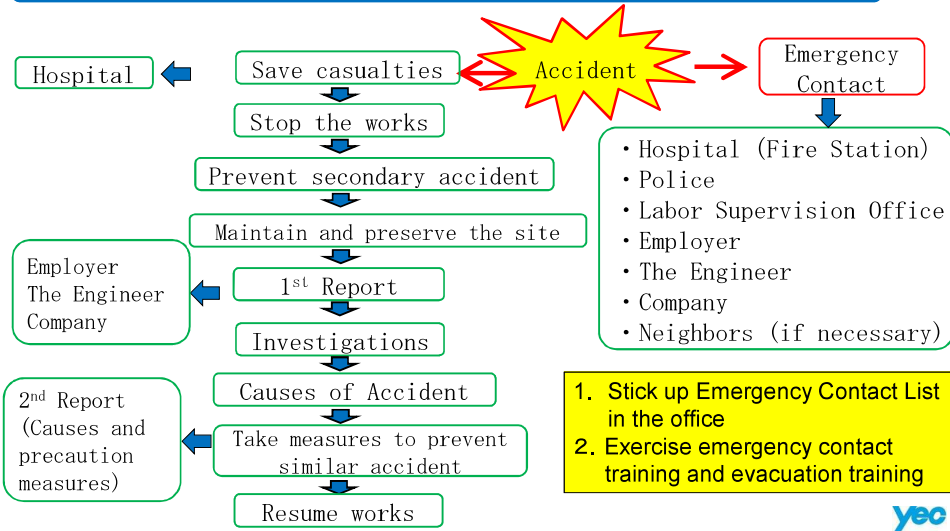 Accident
Save casualties
Hospital
Stop the works
Prevent secondary accident
Maintain and preserve the site
1st Report
Employer
The Engineer
Company
Investigations
Causes of Accident
Take measures to prevent
similar accident
2nd Report
(Causes and
precaution
measures)
Resume works
Emergency
Contact
・Hospital (Fire Station)
・Police
・Labor Supervision Office
・Employer
・The Engineer
・Company
・Neighbors (if necessary)
1. Stick up Emergency Contact List
in the office
2. Exercise emergency contact
training and evacuation training
yec